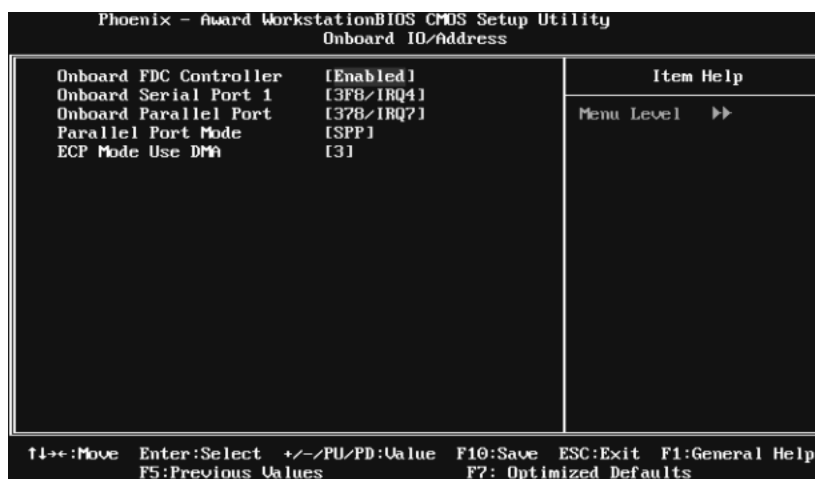 Phoenix - Award WorkstationBIOS CMOS Setup Utility
Onboard IO/Address
Onboard FDC Controller [Enabled]
Onboard Serial Port 1 [3F8/IRQ4]
Onboard Parallel Port [378/IRQ7]
Parallel Port Mode [SPP]
ECP Mode Use DMA [3]
Item Help
Menu Level ▶▶
↑↓→←:Move Enter:Select +/-/PU/PD:Value F10:Save ESC:Exit F1:General Help
F5:Previous Values F7: Optimized Defaults